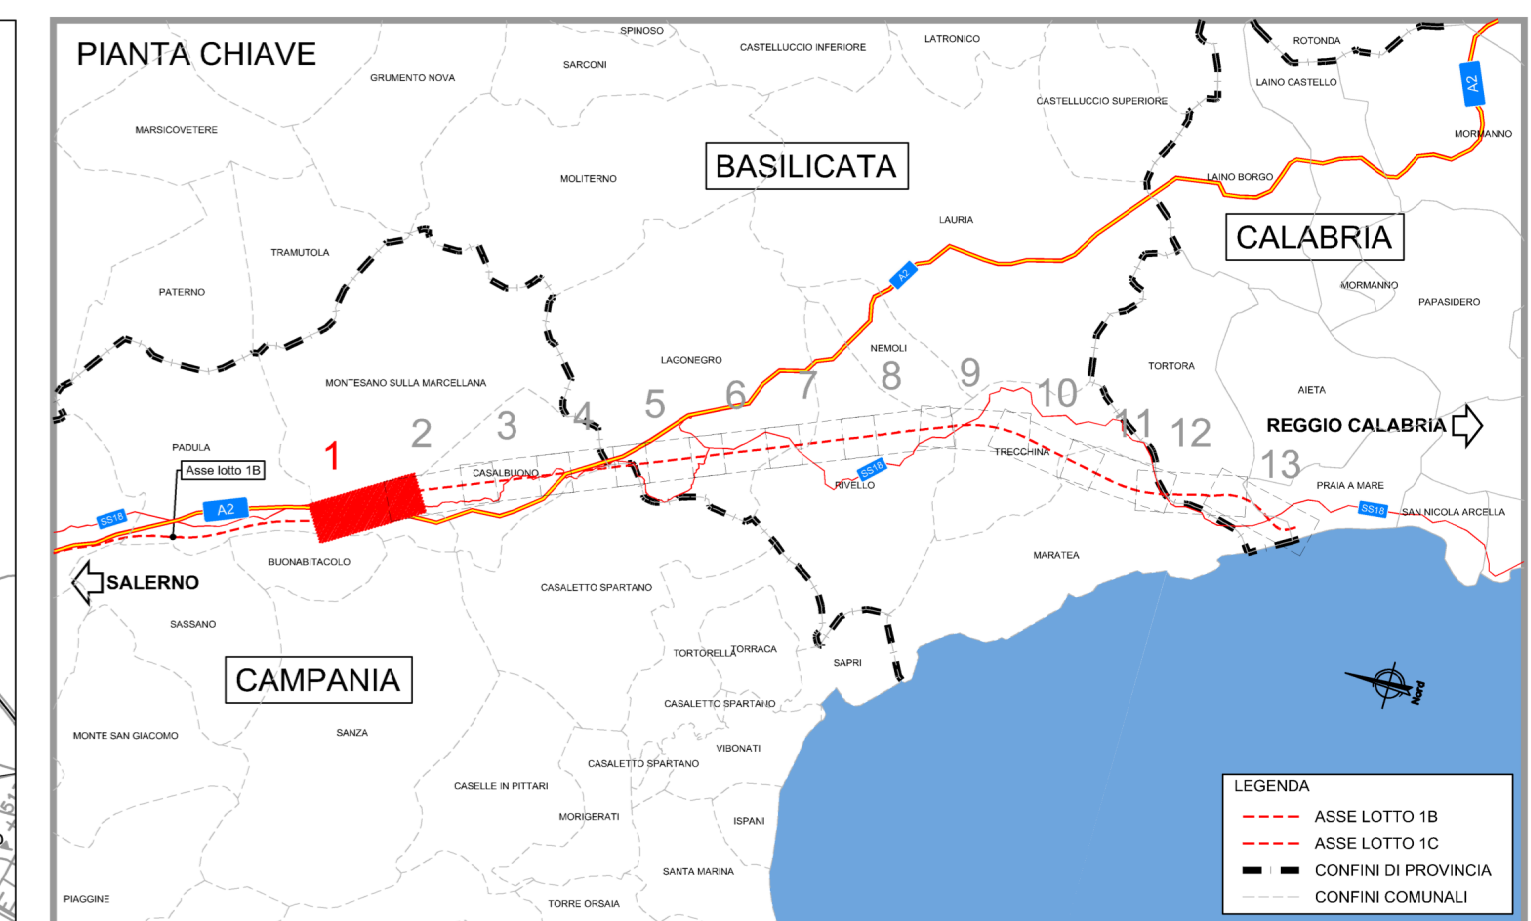 PIANTA CHIAVE
SPINOSO
CASTELLUCCIO INFERIORE
LATRONICO
ROTONDA
GRUMENTO NOVA
SARCONI
LAINO CASTELLO
A2
CASTELLUCCIO SUPERIORE
MARSICOVETERE
MORMANNO
BASILICATA
MOLITERNO
LAINO BORGO
LAURIA
CALABRIA
TRAMUTOLA
A2
PATERNO
MORMANNO
PAPASIDERO
NEMOLI
LAGONEGRO
TORTORA
MONTESANO SULLA MARCELLANA
AIETA
1
2
3
4
5
6
7
8
9
10
11
12
13
REGGIO CALABRIA
PADULA
Asse lotto 1B
CASALBUONO
TRECCHINA
SS18
RIVELLO
PRAIA A MARE
SS18
SAN NICOLA ARCELLA
SS18
A2
BUONABITACOLO
MARATEA
SALERNO
CASALETTO SPARTANO
SASSANO
TORTORELLA
TORRACA
SAPRI
CAMPANIA
Nord
CASALETTO SPARTANO
MONTE SAN GIACOMO
SANZA
VIBONATI
CASALETTO SPARTANO
CASELLE IN PITTARI
MORIGERATI
ISPANI
SANTA MARINA
PIAGGINE
TORRE ORSAIA
LEGENDA
ASSE LOTTO 1B
ASSE LOTTO 1C
CONFINI DI PROVINCIA
CONFINI COMUNALI